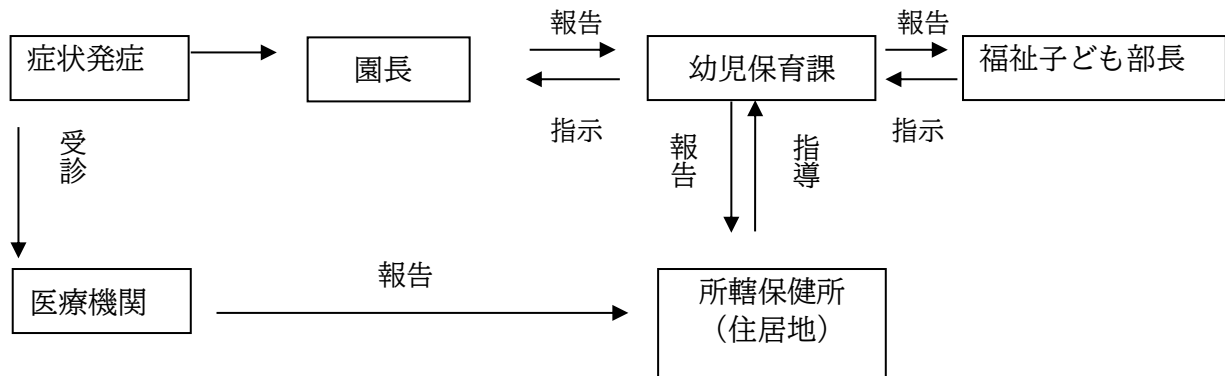 症状発症
園長
報告
指示
幼児保育課
報告
指示
福祉子ども部長
受診
報告
指導
医療機関
報告
所轄保健所
（住居地）